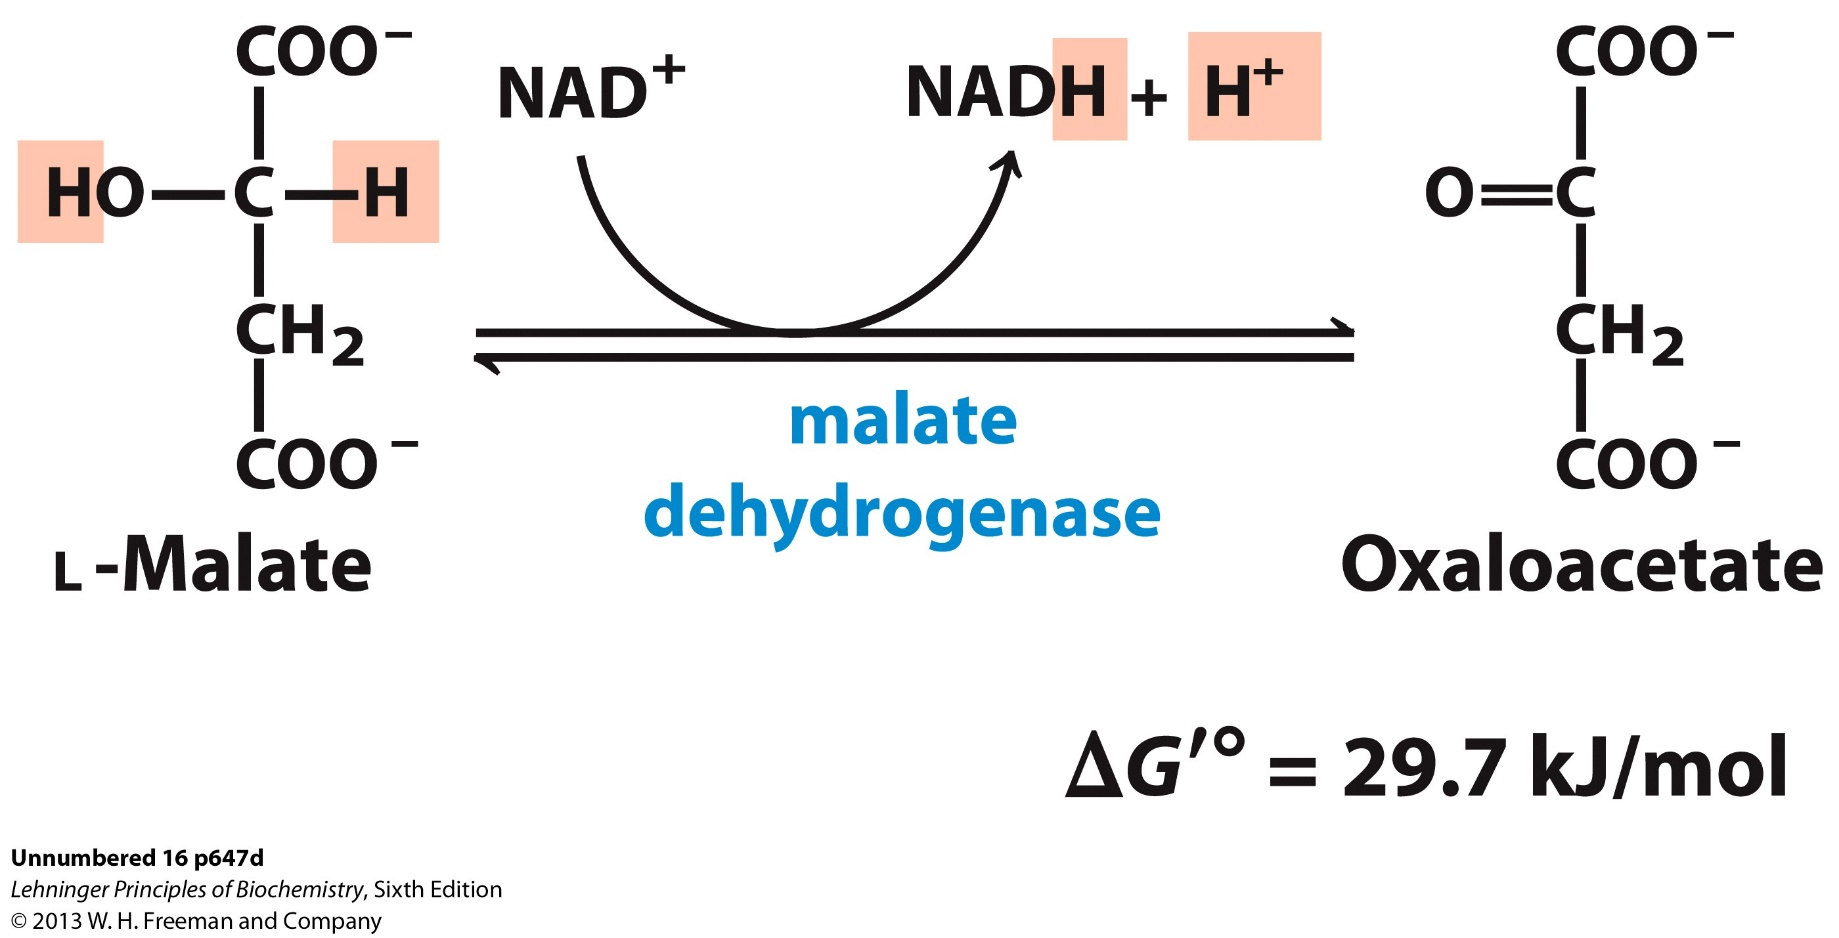 COO⁻ NAD⁺ NADH + H⁺ COO⁻
HO—C—H O=C
CH₂ CH₂
malate
dehydrogenase
COO⁻ COO⁻
L-Malate Oxaloacetate
ΔG′° = 29.7 kJ/mol
Unnumbered 16 p647d
Lehninger Principles of Biochemistry, Sixth Edition
© 2013 W. H. Freeman and Company